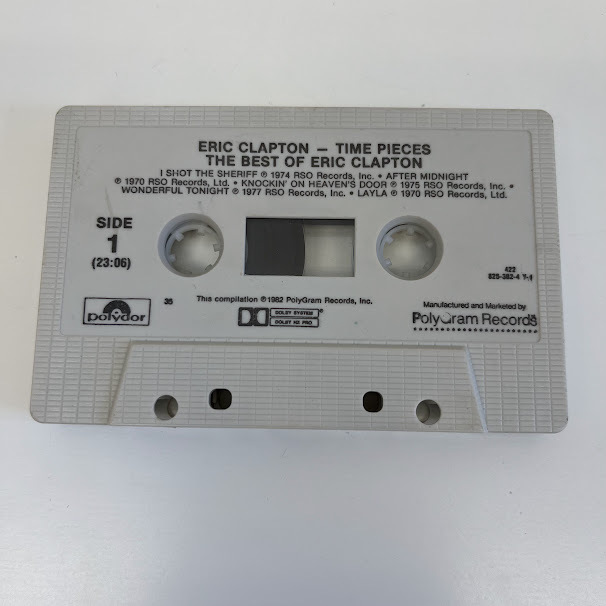 ERIC CLAPTON – TIME PIECES
THE BEST OF ERIC CLAPTON
I SHOT THE SHERIFF ℗ 1974 RSO Records, Inc. • AFTER MIDNIGHT
℗ 1970 RSO Records, Ltd. • KNOCKIN' ON HEAVEN'S DOOR ℗ 1975 RSO Records, Inc. •
WONDERFUL TONIGHT ℗ 1977 RSO Records, Inc. • LAYLA ℗ 1970 RSO Records, Ltd.
SIDE
1
(23:06)
422
825-382-4 Y-1
polydor
35
This compilation ℗ 1982 PolyGram Records, Inc.
DOLBY SYSTEM®
DOLBY HX PRO
Manufactured and Marketed by
PolyGram Records™